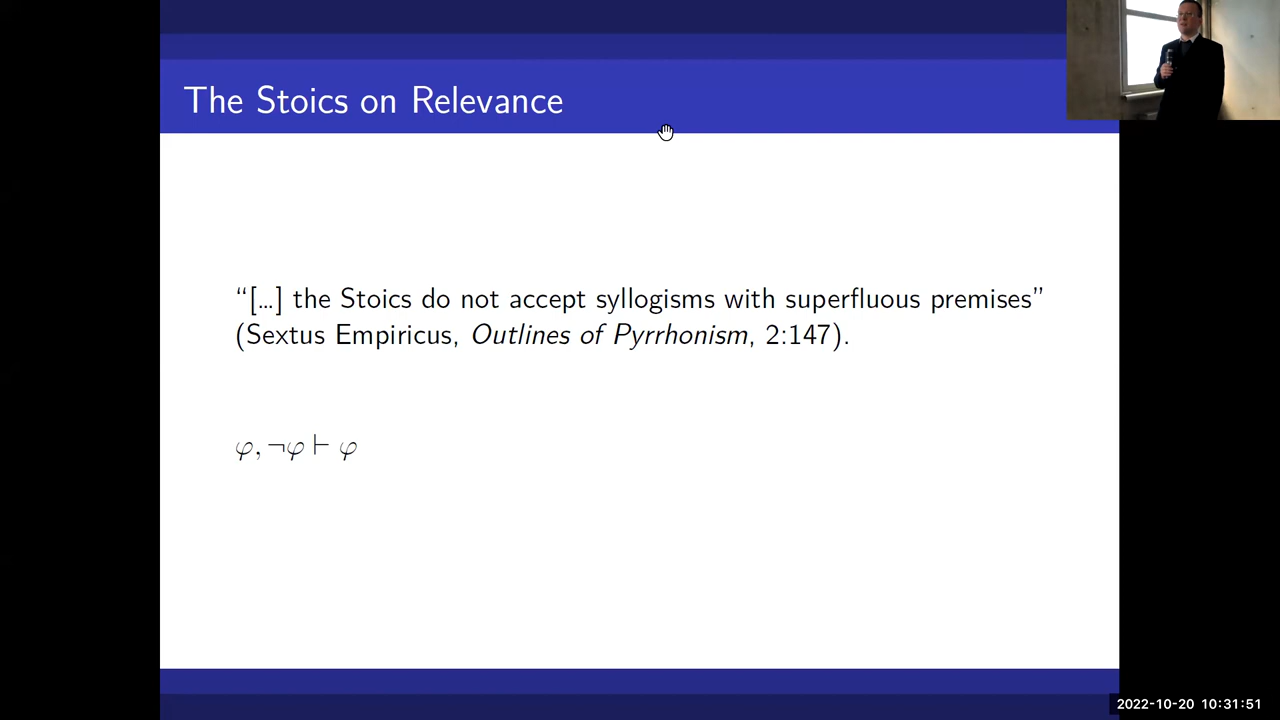 The Stoics on Relevance
“[...] the Stoics do not accept syllogisms with superfluous premises”
(Sextus Empiricus, Outlines of Pyrrhonism, 2:147).
φ, ¬φ ⊢ φ
2022-10-20 10:31:51